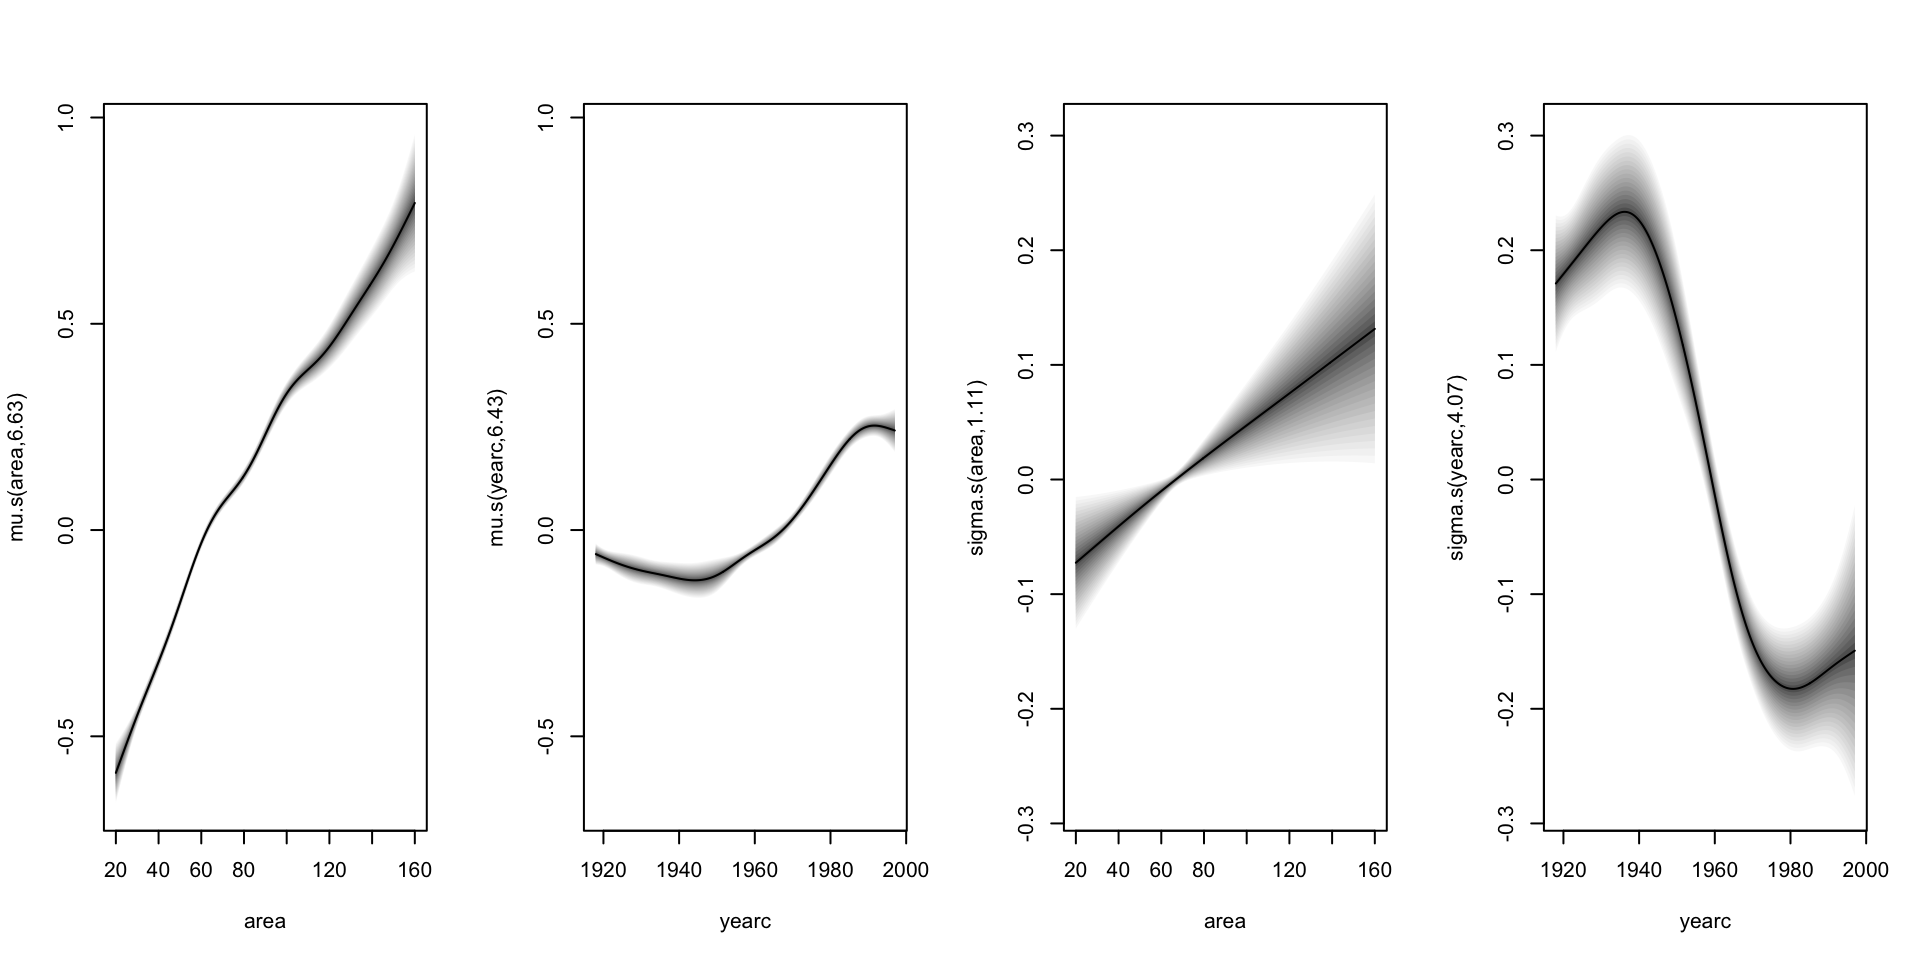 mu.s(area,6.63)
1.0
0.5
0.0
-0.5
20 40 60 80 120 160
area
mu.s(yearc,6.43)
1.0
0.5
0.0
-0.5
1920 1940 1960 1980 2000
yearc
sigma.s(area,1.11)
0.3
0.2
0.1
0.0
-0.1
-0.2
-0.3
20 40 60 80 120 160
area
sigma.s(yearc,4.07)
0.3
0.2
0.1
0.0
-0.1
-0.2
-0.3
1920 1940 1960 1980 2000
yearc